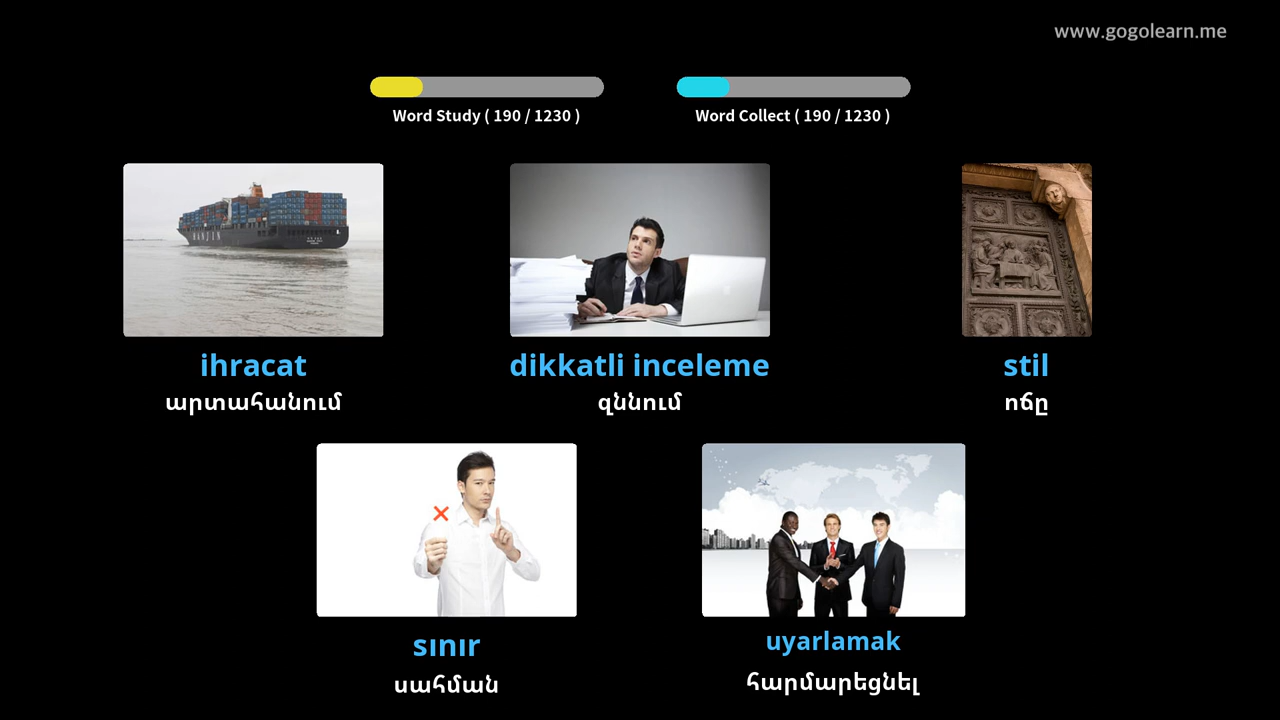 www.gogolearn.me
Word Study ( 190 / 1230 )
Word Collect ( 190 / 1230 )
HANJIN
ihracat
արտահանում
dikkatli inceleme
զննում
stil
ոճը
sınır
սահման
uyarlamak
հարմարեցնել